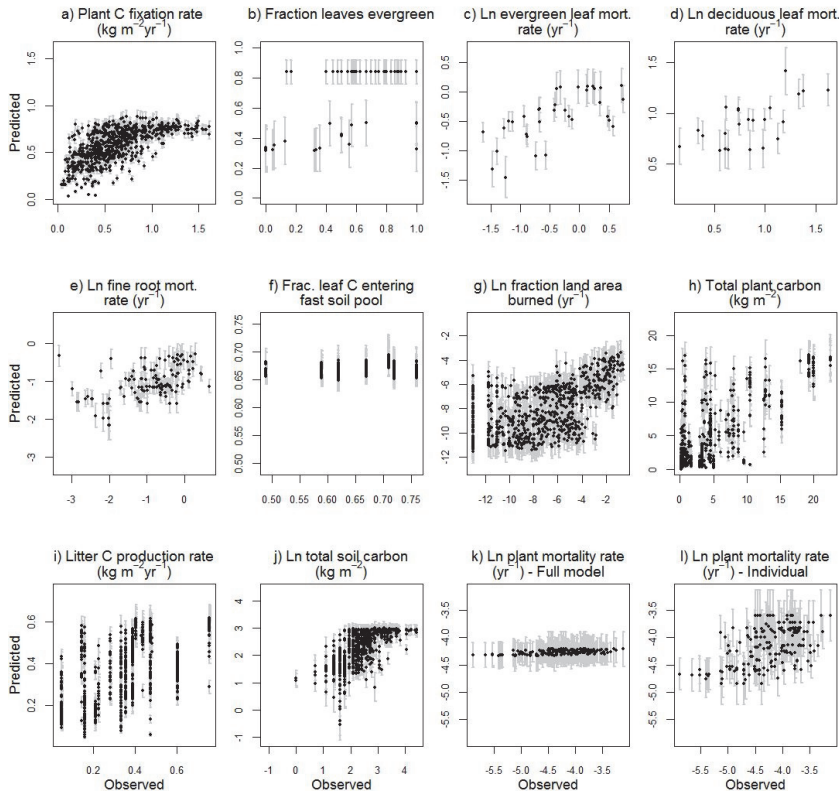 a) Plant C fixation rate
(kg m⁻²yr⁻¹)
b) Fraction leaves evergreen
c) Ln evergreen leaf mort.
rate (yr⁻¹)
d) Ln deciduous leaf mort.
rate (yr⁻¹)
Predicted
0.0 0.5 1.0 1.5
0.0 0.5 1.0 1.5
0.0 0.2 0.4 0.6 0.8 1.0
0.0 0.2 0.4 0.6 0.8 1.0
-1.5 -1.0 -0.5 0.0 0.5
-1.5 -0.5 0.0 0.5
0.5 1.0 1.5
0.5 1.0 1.5
e) Ln fine root mort.
rate (yr⁻¹)
f) Frac. leaf C entering
fast soil pool
g) Ln fraction land area
burned (yr⁻¹)
h) Total plant carbon
(kg m⁻²)
Predicted
-3 -2 -1 0
-3 -2 -1 0
0.50 0.55 0.60 0.65 0.70 0.75
0.50 0.55 0.60 0.65 0.70 0.75
-12 -10 -8 -6 -4 -2
-12 -10 -8 -6 -4 -2
0 5 10 15 20
0 5 10 15 20
i) Litter C production rate
(kg m⁻²yr⁻¹)
j) Ln total soil carbon
(kg m⁻²)
k) Ln plant mortality rate
(yr⁻¹) - Full model
l) Ln plant mortality rate
(yr⁻¹) - Individual
Predicted
0.2 0.4 0.6
0.2 0.4 0.6
-1 0 1 2 3 4
-1 0 1 2 3 4
-5.5 -5.0 -4.5 -4.0 -3.5
-5.5 -4.5 -4.0 -3.5
-5.5 -5.0 -4.5 -4.0 -3.5
-5.5 -4.5 -4.0 -3.5
Observed
Observed
Observed
Observed